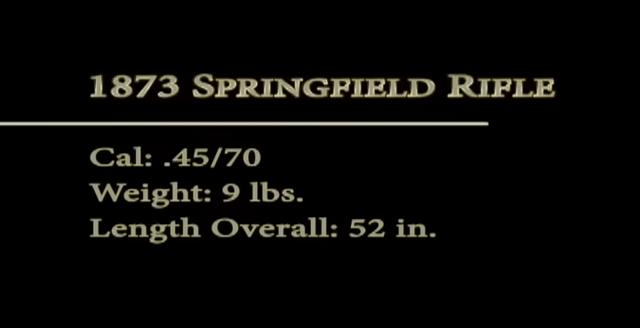 1873 Springfield Rifle
Cal: .45/70
Weight: 9 lbs.
Length Overall: 52 in.